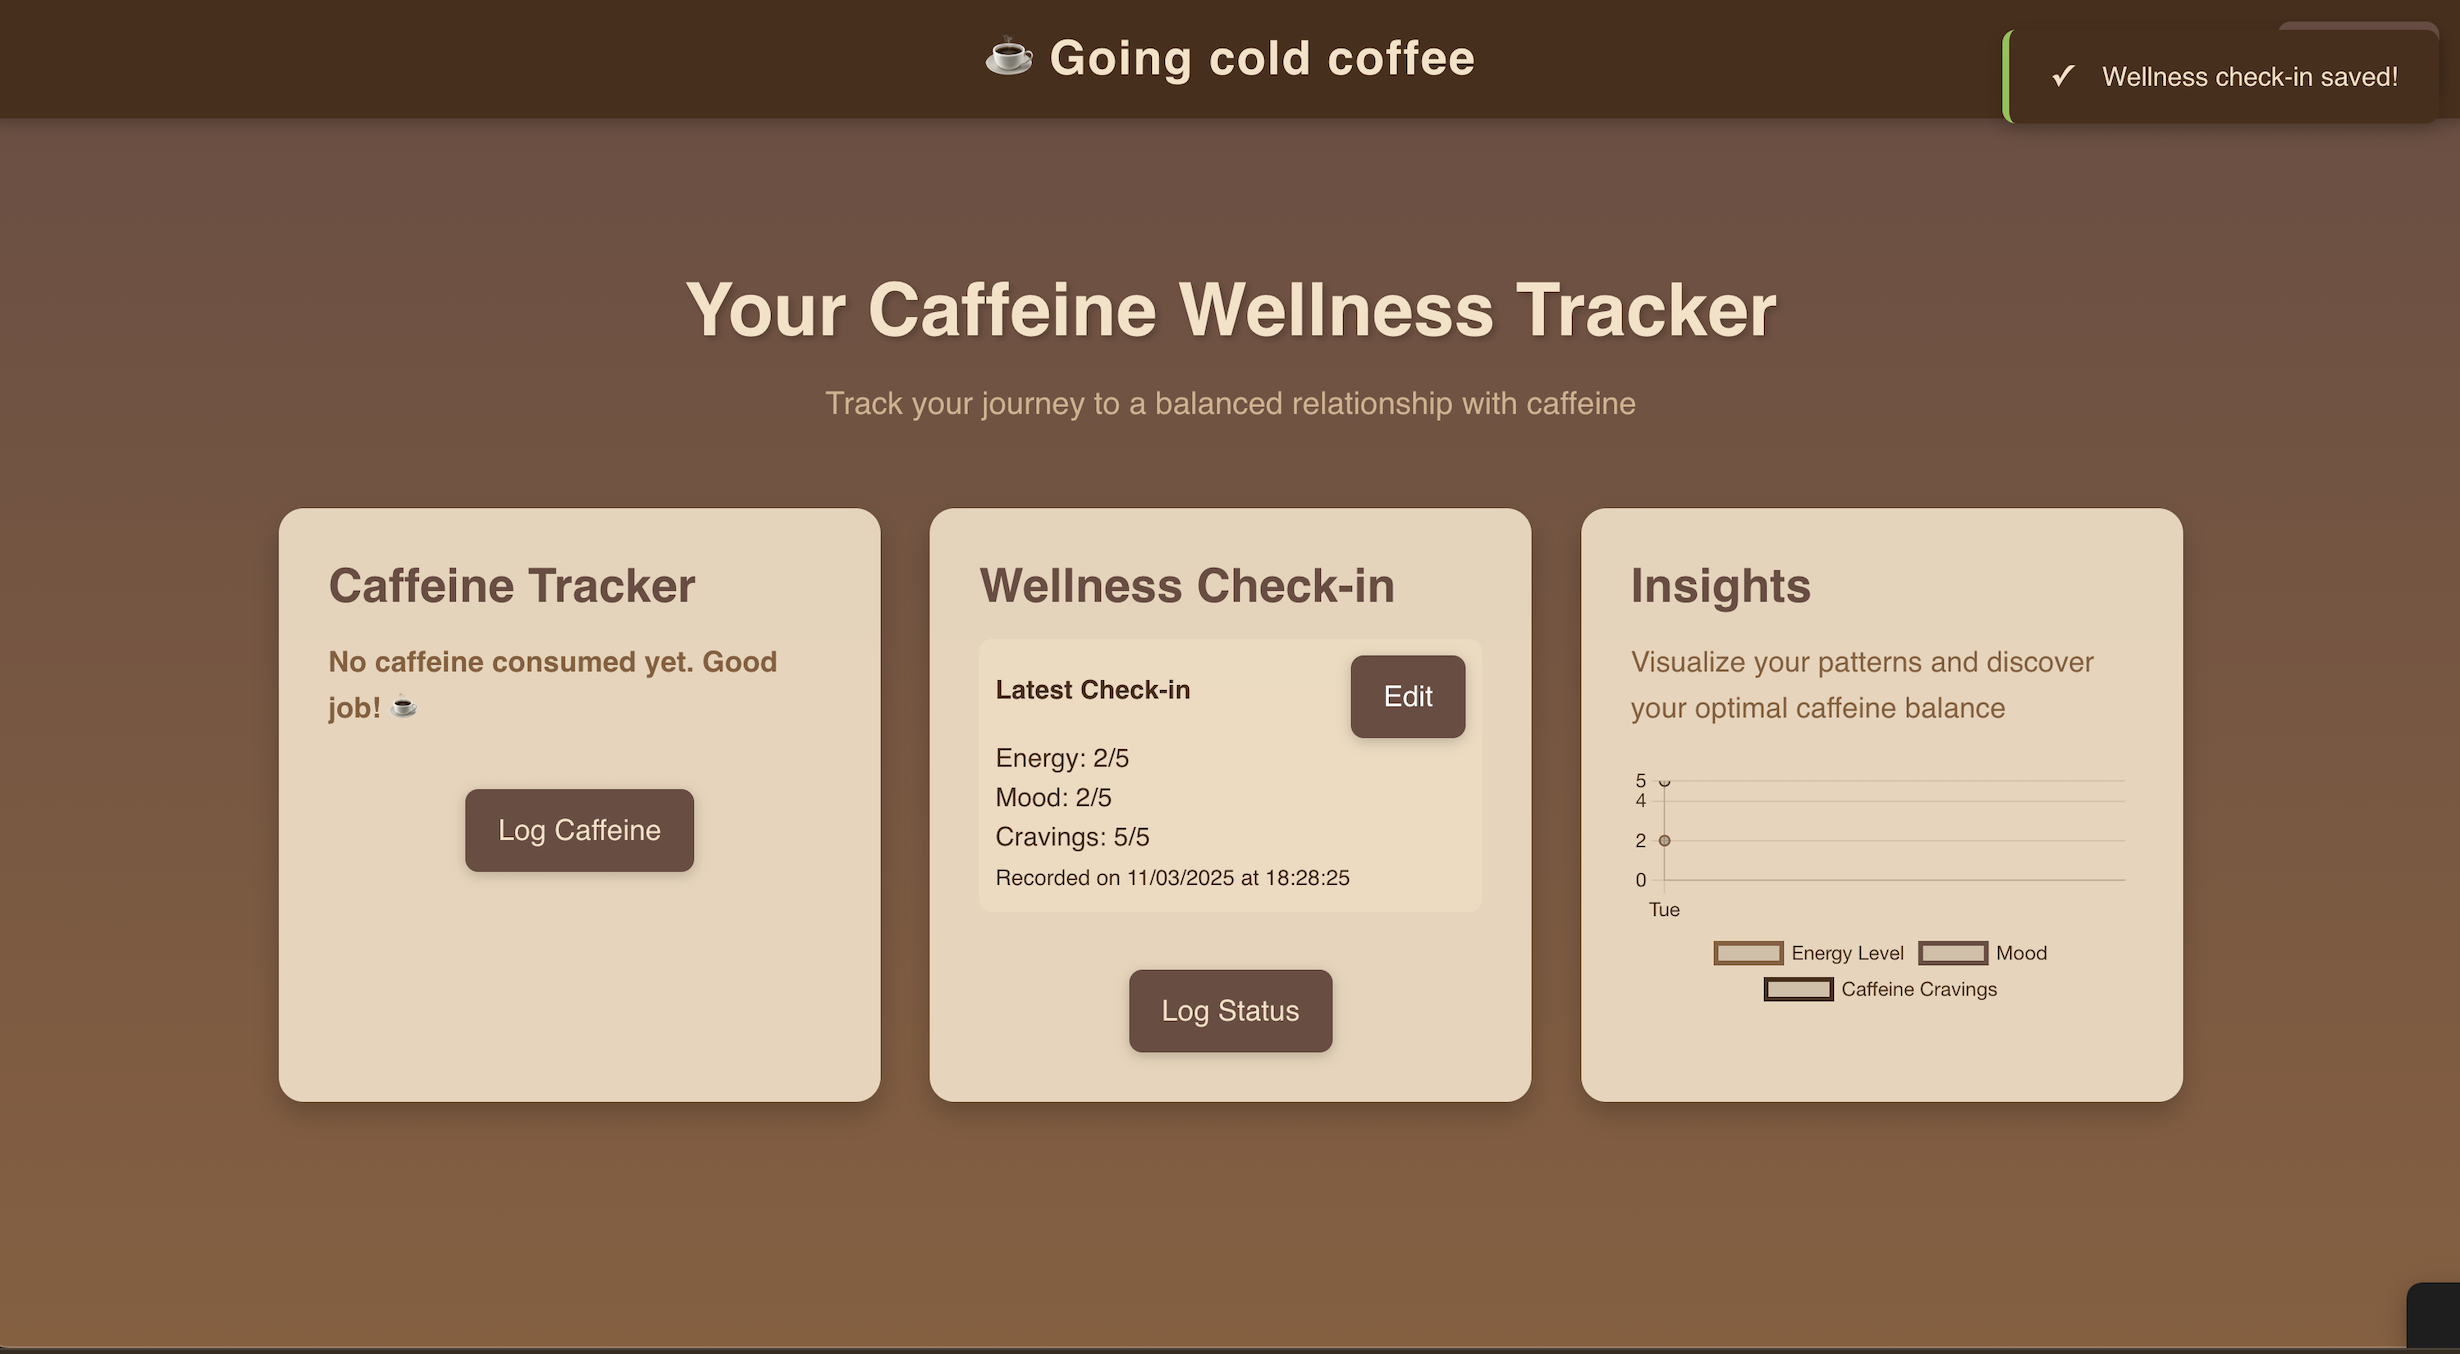 Going cold coffee
✓ Wellness check-in saved!
Your Caffeine Wellness Tracker
Track your journey to a balanced relationship with caffeine
Caffeine Tracker
No caffeine consumed yet. Good
job! ☕
Log Caffeine
Wellness Check-in
Latest Check-in
Edit
Energy: 2/5
Mood: 2/5
Cravings: 5/5
Recorded on 11/03/2025 at 18:28:25
Log Status
Insights
Visualize your patterns and discover
your optimal caffeine balance
5
4
2
0
Tue
Energy Level
Mood
Caffeine Cravings